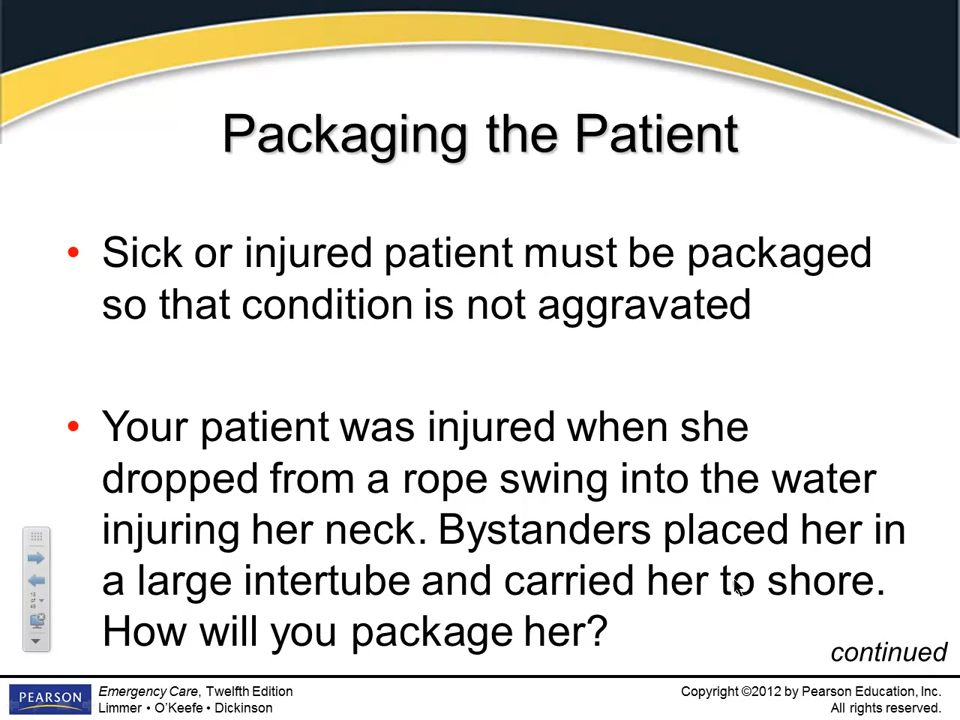 Packaging the Patient
• Sick or injured patient must be packaged
so that condition is not aggravated
• Your patient was injured when she
dropped from a rope swing into the water
injuring her neck. Bystanders placed her in
a large intertube and carried her to shore.
How will you package her?
continued
PEARSON
Emergency Care, Twelfth Edition
Limmer • O'Keefe • Dickinson
Copyright ©2012 by Pearson Education, Inc.
All rights reserved.